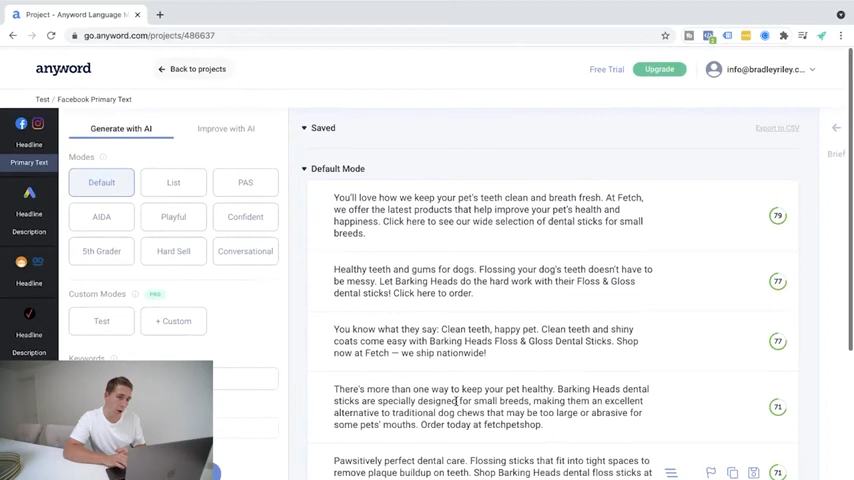 Project - Anyword Language M
go.anyword.com/projects/486637
anyword
Back to projects
Free Trial
Upgrade
info@bradleyriley.c...
Test / Facebook Primary Text
Headline
Primary Text
Headline
Description
Headline
Headline
Description
Generate with AI
Improve with AI
Modes
Default
List
PAS
AIDA
Playful
Confident
5th Grader
Hard Sell
Conversational
Custom Modes
PRO
Test
+ Custom
Keywords
Saved
Export to CSV
Brief
Default Mode
You'll love how we keep your pet's teeth clean and breath fresh. At Fetch,
we offer the latest products that help improve your pet's health and
happiness. Click here to see our wide selection of dental sticks for small
breeds.
79
Healthy teeth and gums for dogs. Flossing your dog's teeth doesn't have to
be messy. Let Barking Heads do the hard work with their Floss & Gloss
dental sticks! Click here to order.
77
You know what they say: Clean teeth, happy pet. Clean teeth and shiny
coats come easy with Barking Heads Floss & Gloss Dental Sticks. Shop
now at Fetch — we ship nationwide!
77
There's more than one way to keep your pet healthy. Barking Heads dental
sticks are specially designed for small breeds, making them an excellent
alternative to traditional dog chews that may be too large or abrasive for
some pets' mouths. Order today at fetchpetshop.
71
Pawsitively perfect dental care. Flossing sticks that fit into tight spaces to
remove plaque buildup on teeth. Shop Barking Heads dental floss sticks at
71